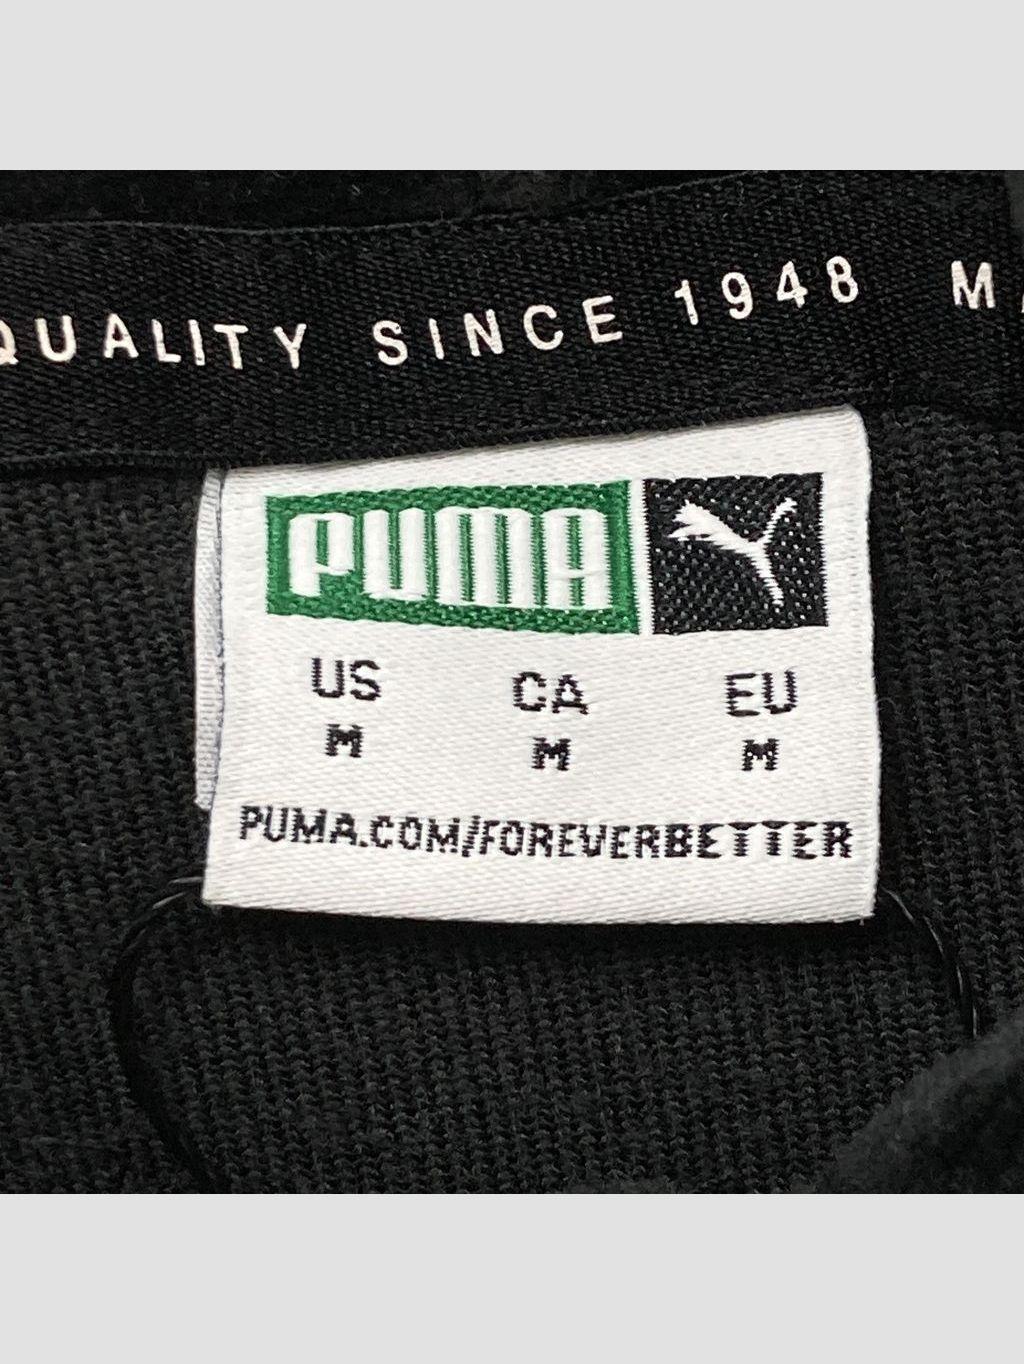 QUALITY SINCE 1948 M
PUMA
US CA EU
M M M
PUMA.COM/FOREVERBETTER